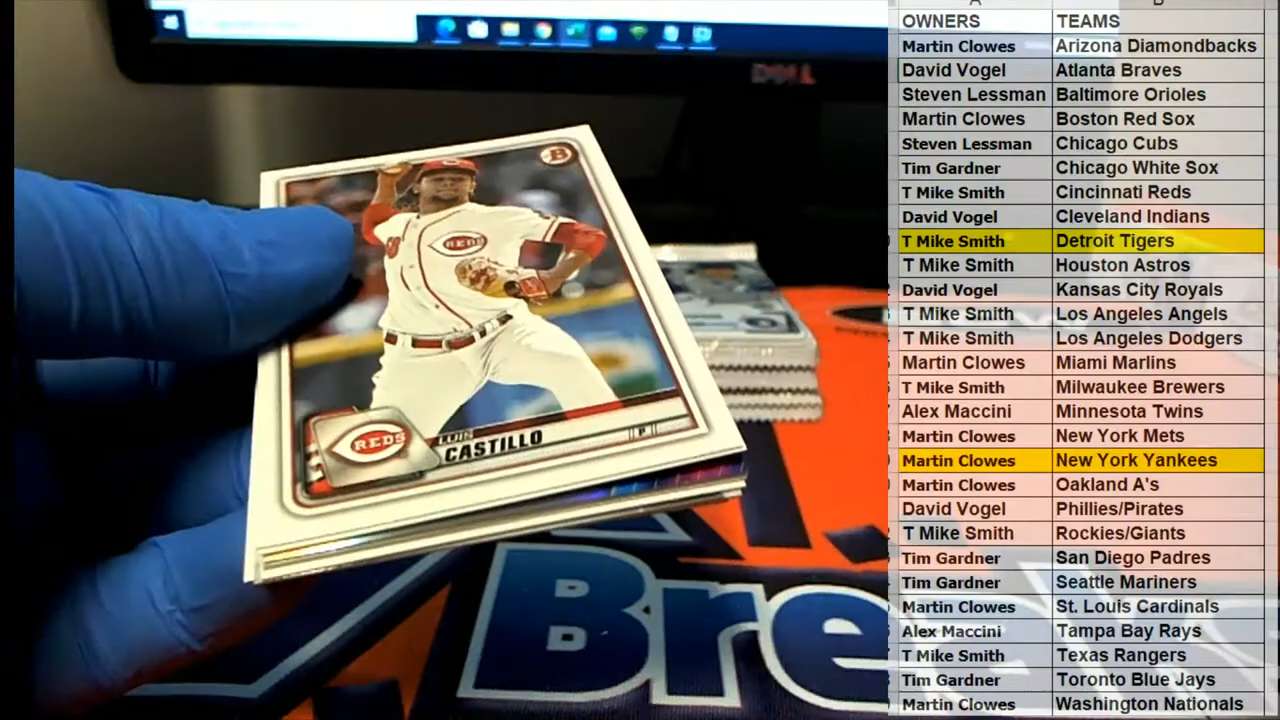 DELL
OWNERS TEAMS
Martin Clowes Arizona Diamondbacks
David Vogel Atlanta Braves
Steven Lessman Baltimore Orioles
Martin Clowes Boston Red Sox
Steven Lessman Chicago Cubs
Tim Gardner Chicago White Sox
T Mike Smith Cincinnati Reds
David Vogel Cleveland Indians
T Mike Smith Detroit Tigers
T Mike Smith Houston Astros
David Vogel Kansas City Royals
T Mike Smith Los Angeles Angels
T Mike Smith Los Angeles Dodgers
Martin Clowes Miami Marlins
T Mike Smith Milwaukee Brewers
Alex Maccini Minnesota Twins
Martin Clowes New York Mets
Martin Clowes New York Yankees
Martin Clowes Oakland A's
David Vogel Phillies/Pirates
T Mike Smith Rockies/Giants
Tim Gardner San Diego Padres
Tim Gardner Seattle Mariners
Martin Clowes St. Louis Cardinals
Alex Maccini Tampa Bay Rays
T Mike Smith Texas Rangers
Tim Gardner Toronto Blue Jays
Martin Clowes Washington Nationals
B
REDS
REDS
LUIS
CASTILLO
P
Bre